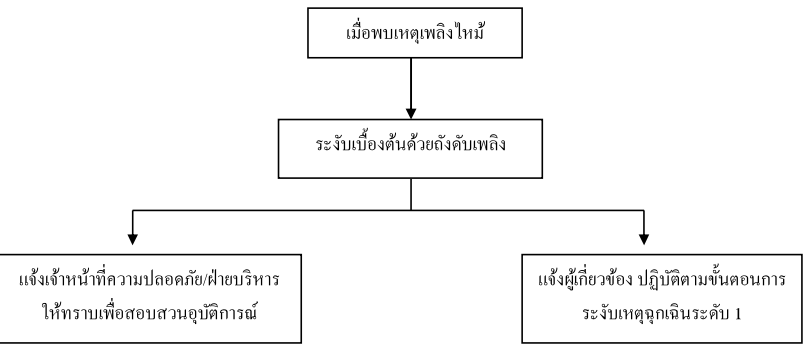 เมื่อพบเหตุเพลิงไหม้
ระงับเบื้องต้นด้วยถังดับเพลิง
แจ้งเจ้าหน้าที่ความปลอดภัย/ฝ่ายบริหาร
ให้ทราบเพื่อสอบสวนอุบัติการณ์
แจ้งผู้เกี่ยวข้อง ปฏิบัติตามขั้นตอนการ
ระงับเหตุฉุกเฉินระดับ 1